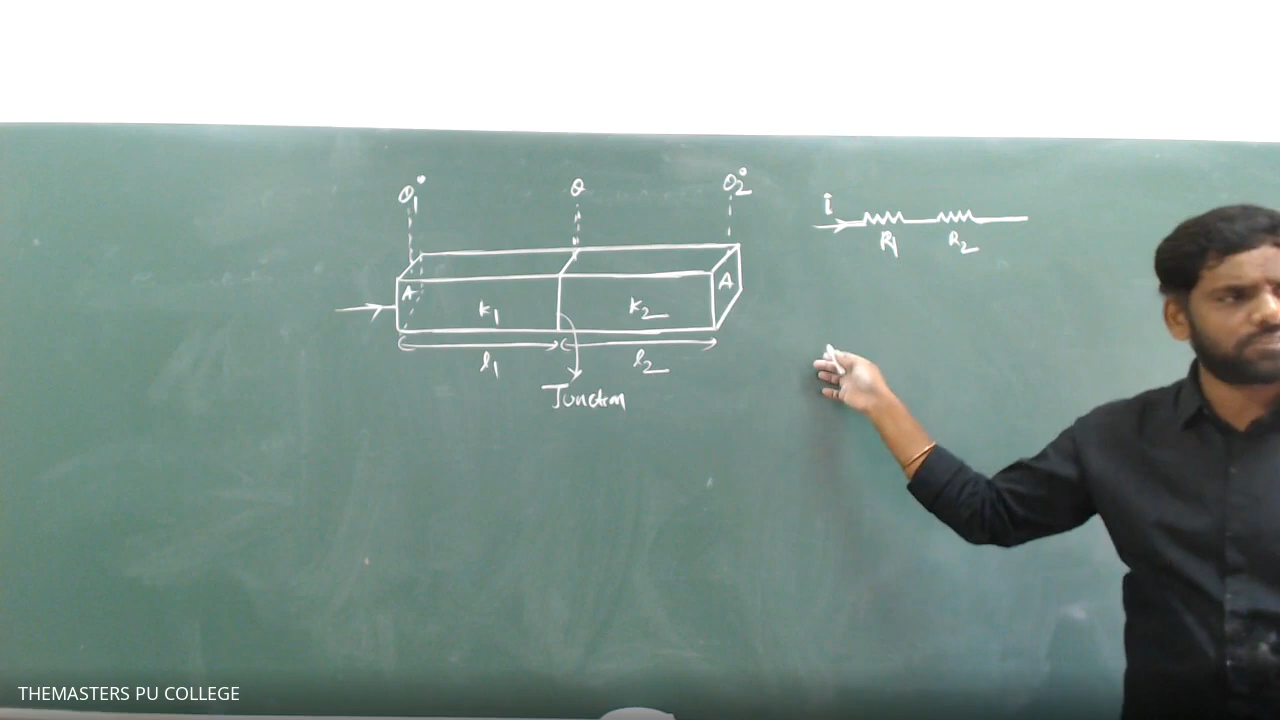 θ₁° θ θ₂°
i
R₁ R₂
A K₁ K₂ A
l₁ l₂
Junction
THEMASTERS PU COLLEGE